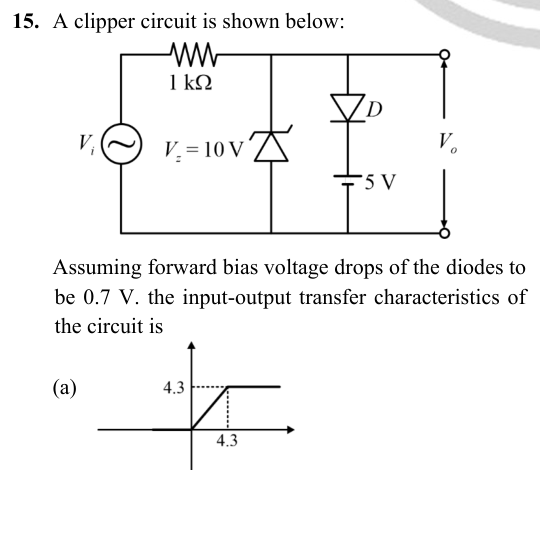 15. A clipper circuit is shown below:
1 kΩ
D
V_i
V_z = 10 V
V_o
5 V
Assuming forward bias voltage drops of the diodes to
be 0.7 V. the input-output transfer characteristics of
the circuit is
(a)
4.3
4.3